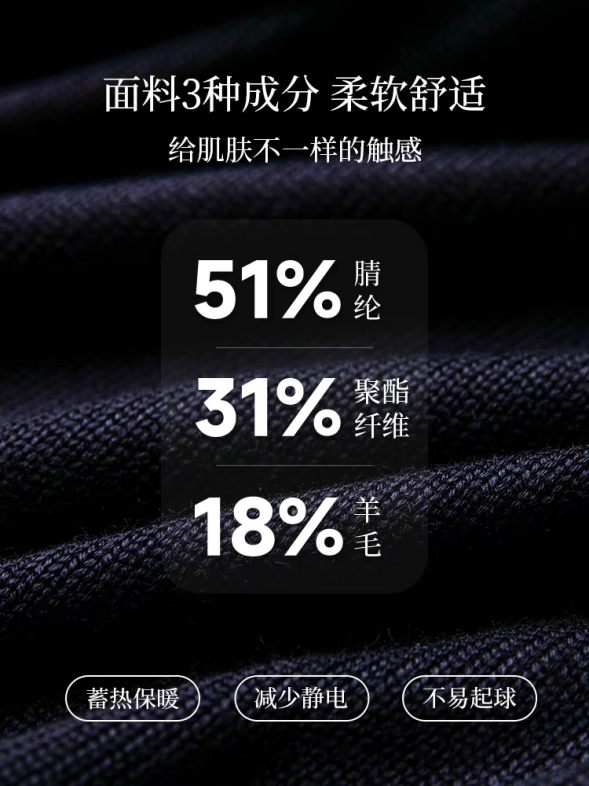 面料3种成分 柔软舒适
给肌肤不一样的触感
51% 腈纶
31% 聚酯纤维
18% 羊毛
蓄热保暖
减少静电
不易起球